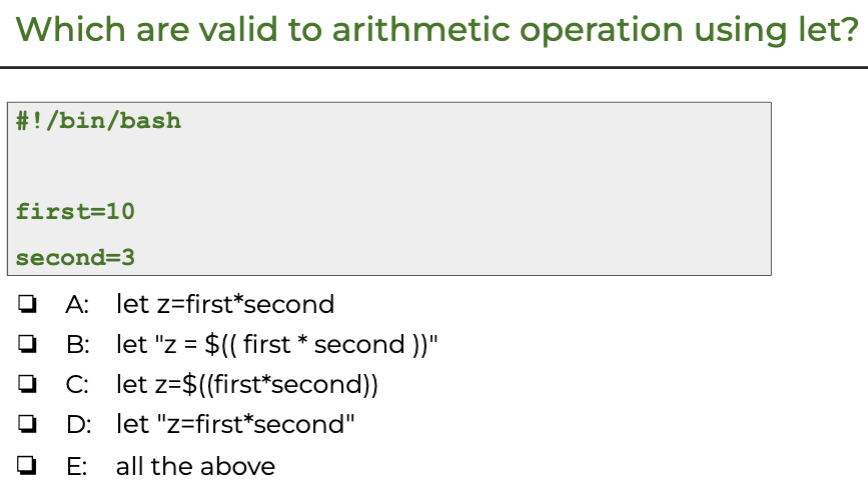 Which are valid to arithmetic operation using let?
#!/bin/bash
first=10
second=3
A: let z=first*second
B: let "z = $(( first * second ))"
C: let z=$((first*second))
D: let "z=first*second"
E: all the above